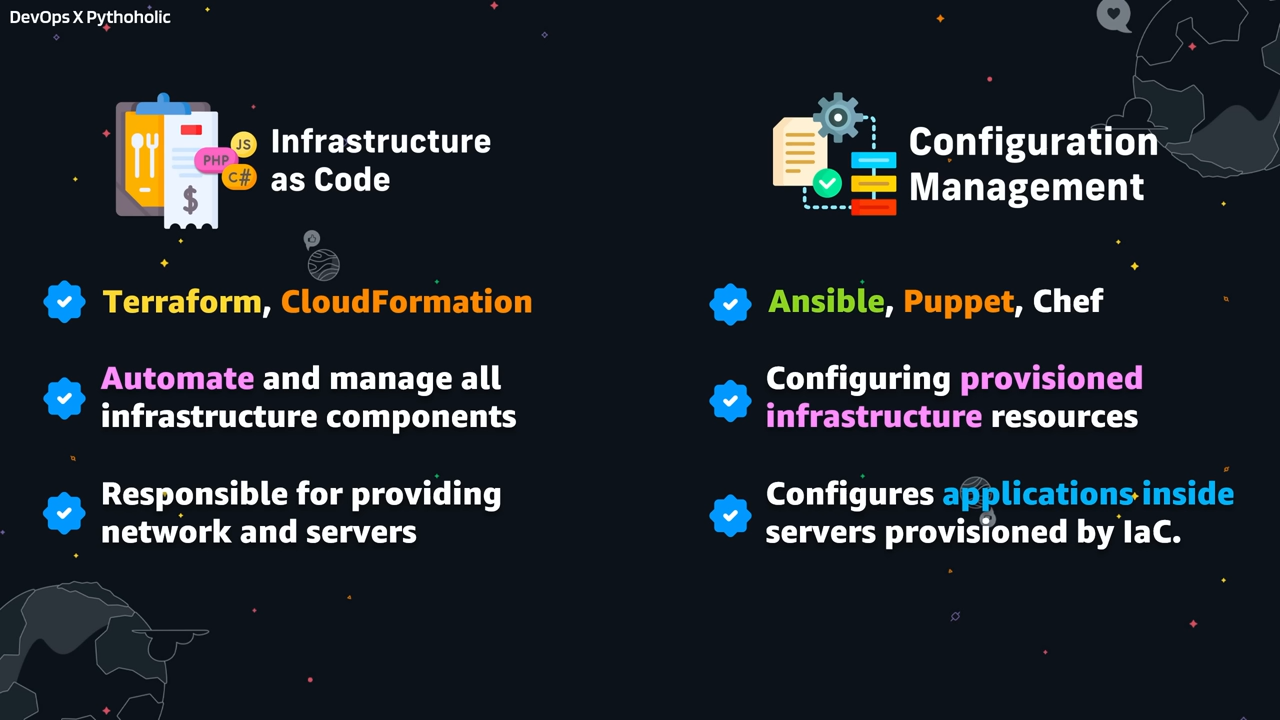 DevOps X Pythoholic
Infrastructure
as Code
JS
PHP
C#
$
Terraform, CloudFormation
Automate and manage all
infrastructure components
Responsible for providing
network and servers
Configuration
Management
Ansible, Puppet, Chef
Configuring provisioned
infrastructure resources
Configures applications inside
servers provisioned by IaC.